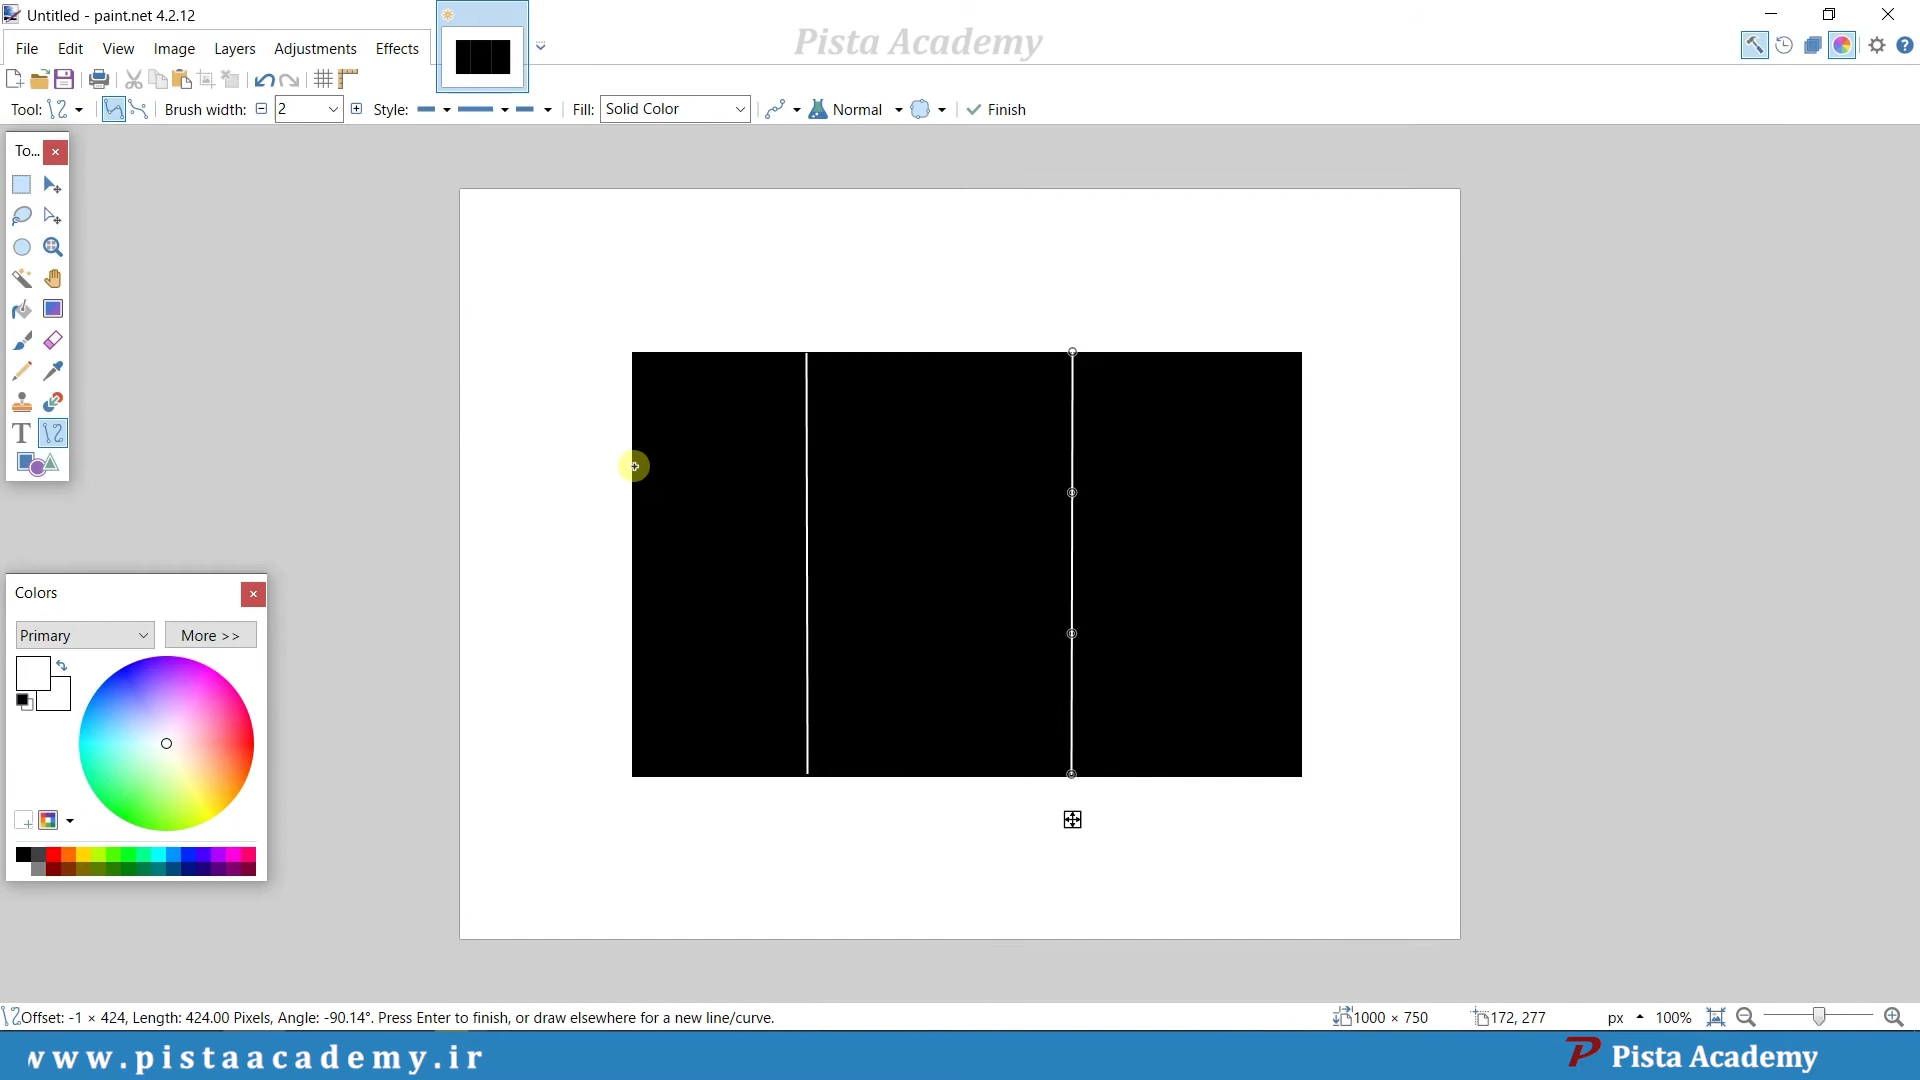 Untitled - paint.net 4.2.12
Pista Academy
File Edit View Image Layers Adjustments Effects
Tool: Brush width: 2 Style: Fill: Solid Color Normal Finish
To...
T
Colors
Primary More >>
Offset: -1 × 424, Length: 424.00 Pixels, Angle: -90.14°. Press Enter to finish, or draw elsewhere for a new line/curve. 1000 × 750 172, 277 px 100%
www.pistaacademy.ir Pista Academy